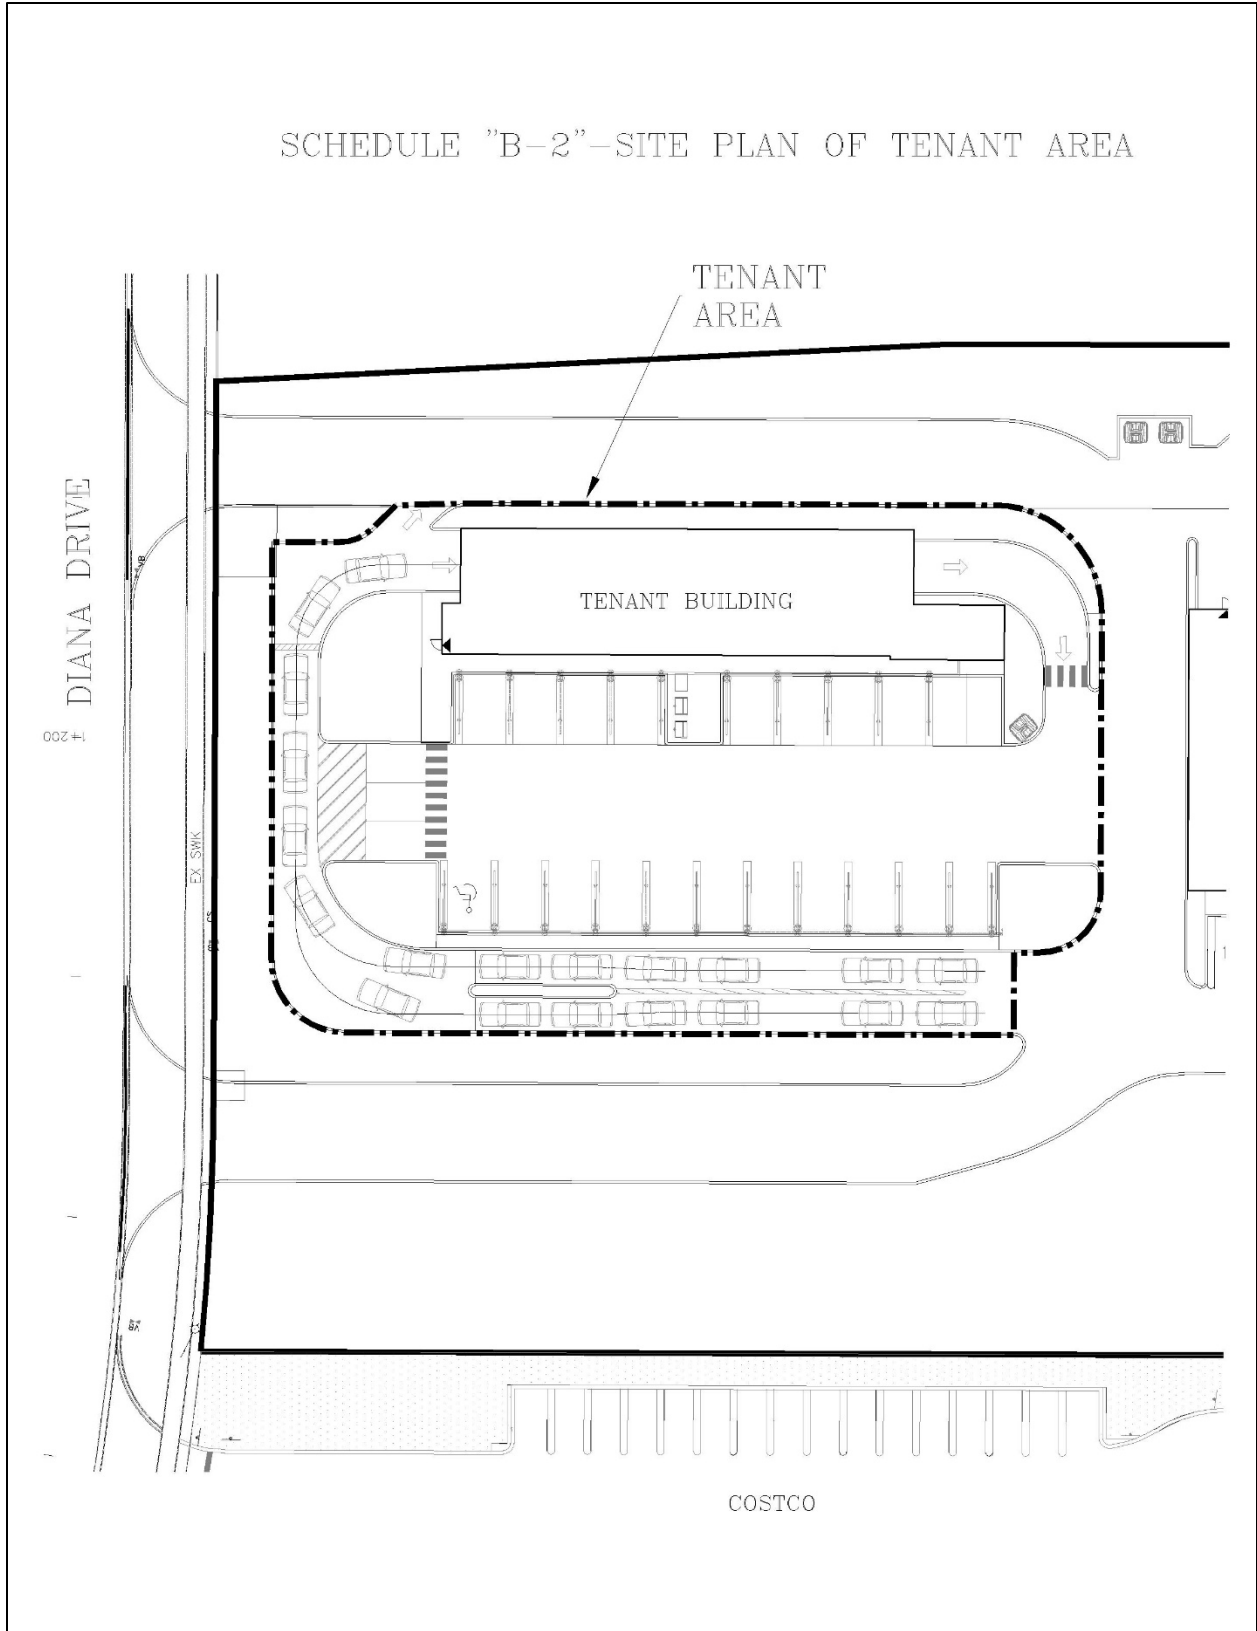 SCHEDULE "B-2"-SITE PLAN OF TENANT AREA
TENANT
AREA
DIANA DRIVE
TENANT BUILDING
EX SWK
COSTCO